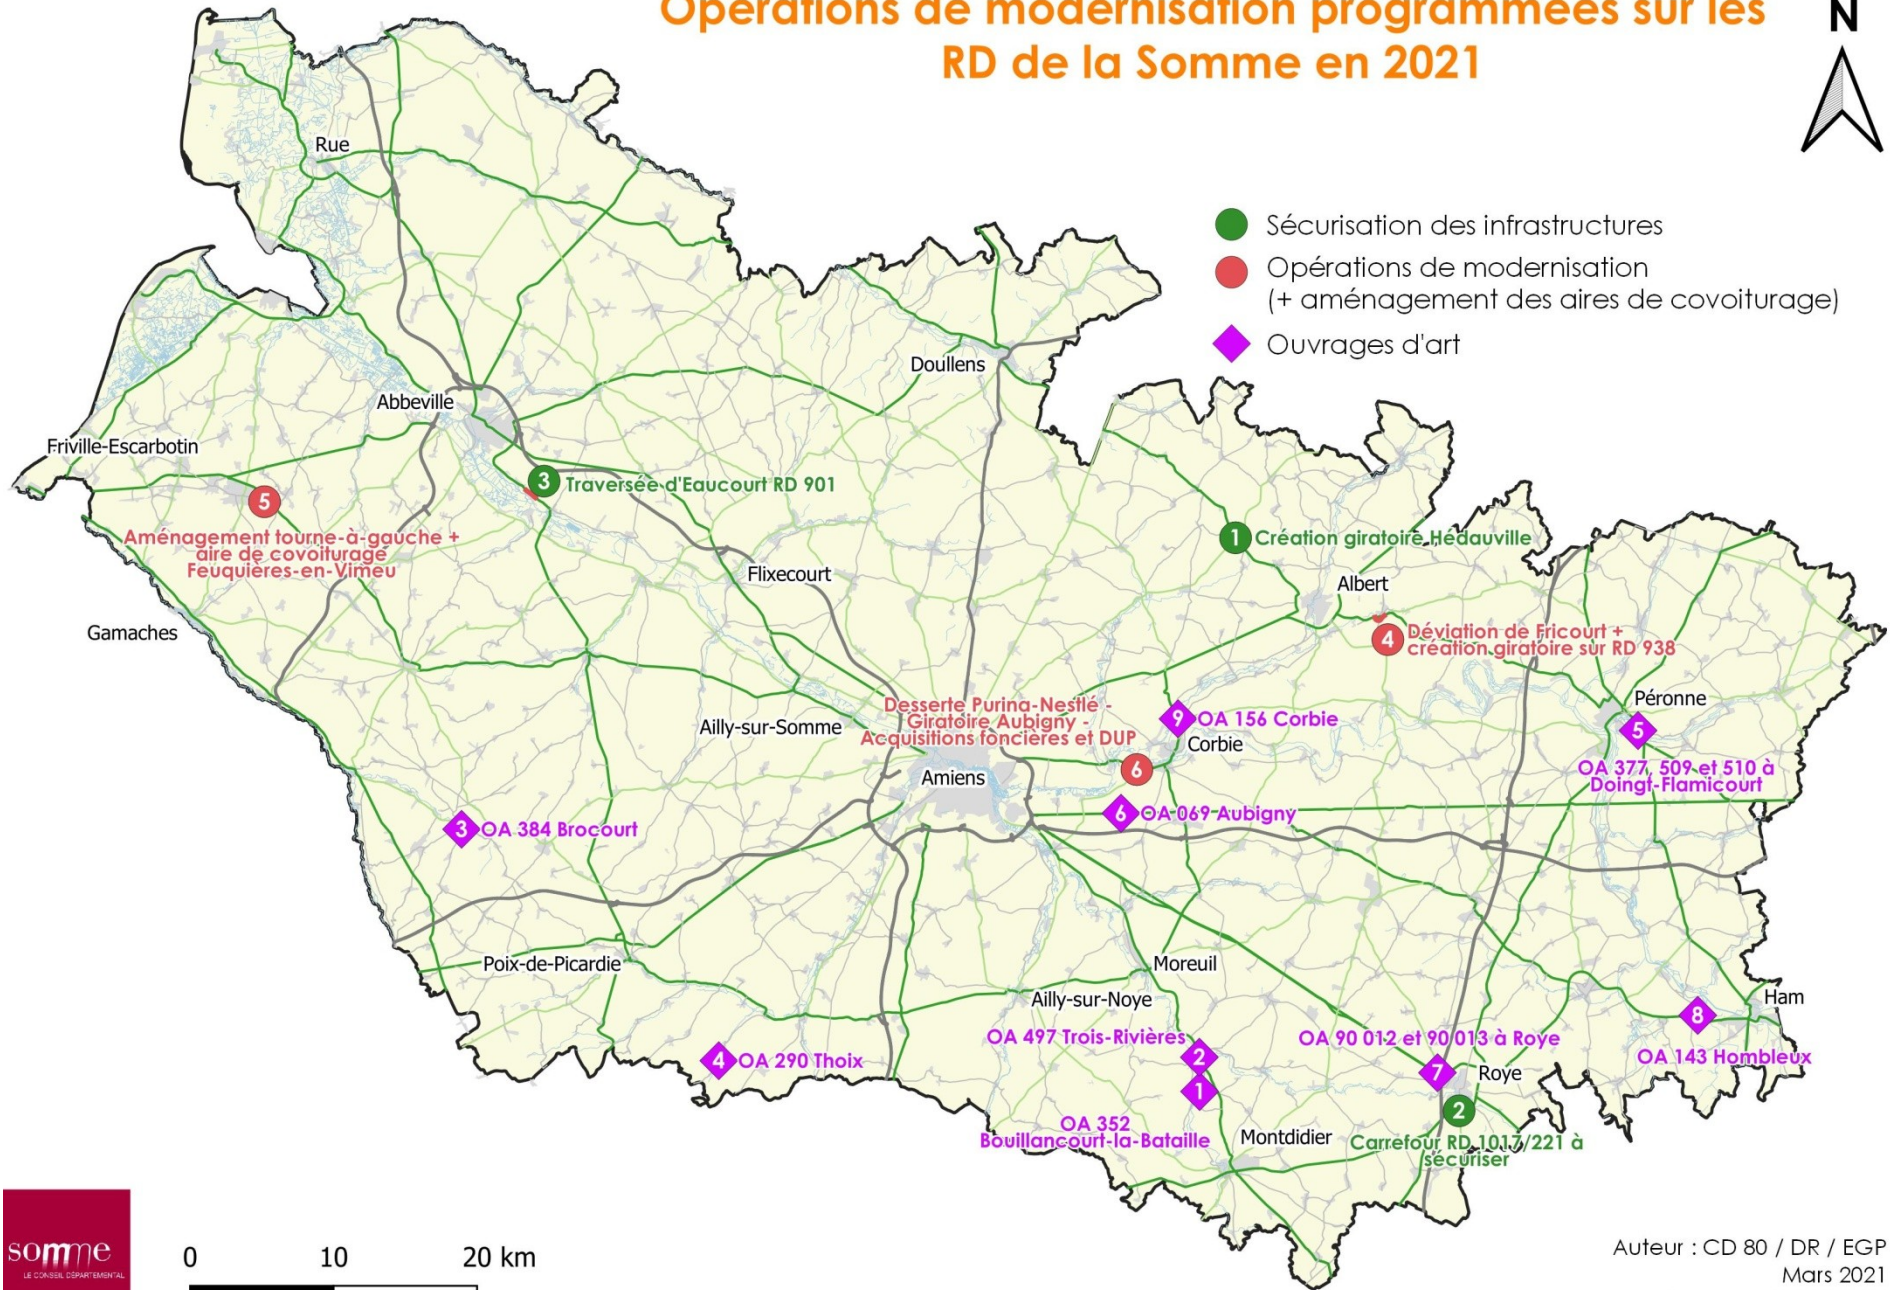 Opérations de modernisation programmées sur les
RD de la Somme en 2021
N
Sécurisation des infrastructures
Opérations de modernisation
(+ aménagement des aires de covoiturage)
Ouvrages d'art
Rue
Doullens
Abbeville
Friville-Escarbotin
3 Traversée d'Eaucourt RD 901
5
Aménagement tourne-à-gauche +
aire de covoiturage
Feuquières-en-Vimeu
1 Création giratoire Hédauville
Flixecourt
Albert
Gamaches
4 Déviation de Fricourt +
création giratoire sur RD 938
Péronne
Desserte Purina-Nestlé -
Giratoire Aubigny -
Acquisitions foncières et DUP
Ailly-sur-Somme
9 OA 156 Corbie
Corbie
5
OA 377, 509 et 510 à
Doingt-Flamicourt
6
Amiens
6 OA 069 Aubigny
3 OA 384 Brocourt
Poix-de-Picardie
Moreuil
Ailly-sur-Noye
Ham
8
OA 143 Hombleux
OA 497 Trois-Rivières
2
OA 90 012 et 90 013 à Roye
7
Roye
4 OA 290 Thoix
1
OA 352
Bouillancourt-la-Bataille
Montdidier
2
Carrefour RD 1017/221 à
sécuriser
somme
LE CONSEIL DÉPARTEMENTAL
0 10 20 km
Auteur : CD 80 / DR / EGP
Mars 2021